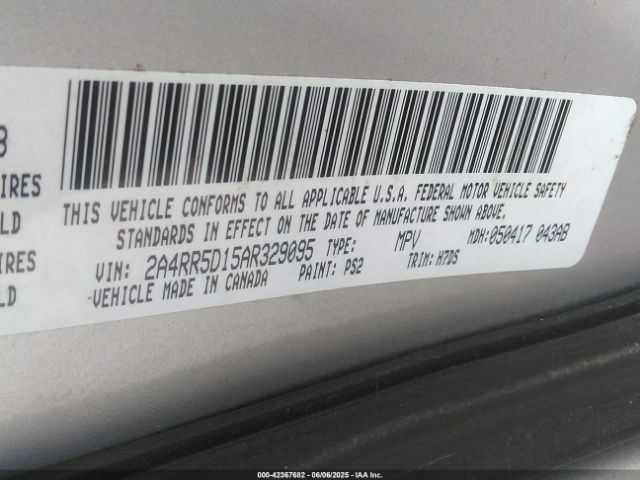 8
IRES
LD
IRES
LD
THIS VEHICLE CONFORMS TO ALL APPLICABLE U.S.A. FEDERAL MOTOR VEHICLE SAFETY
STANDARDS IN EFFECT ON THE DATE OF MANUFACTURE SHOWN ABOVE.
VIN: 2A4RR5D15AR329095 TYPE: MPV MDH:050417 043AB
VEHICLE MADE IN CANADA PAINT: PS2 TRIM: H7DS
000-42367682 | 06/06/2025 - IAA Inc.